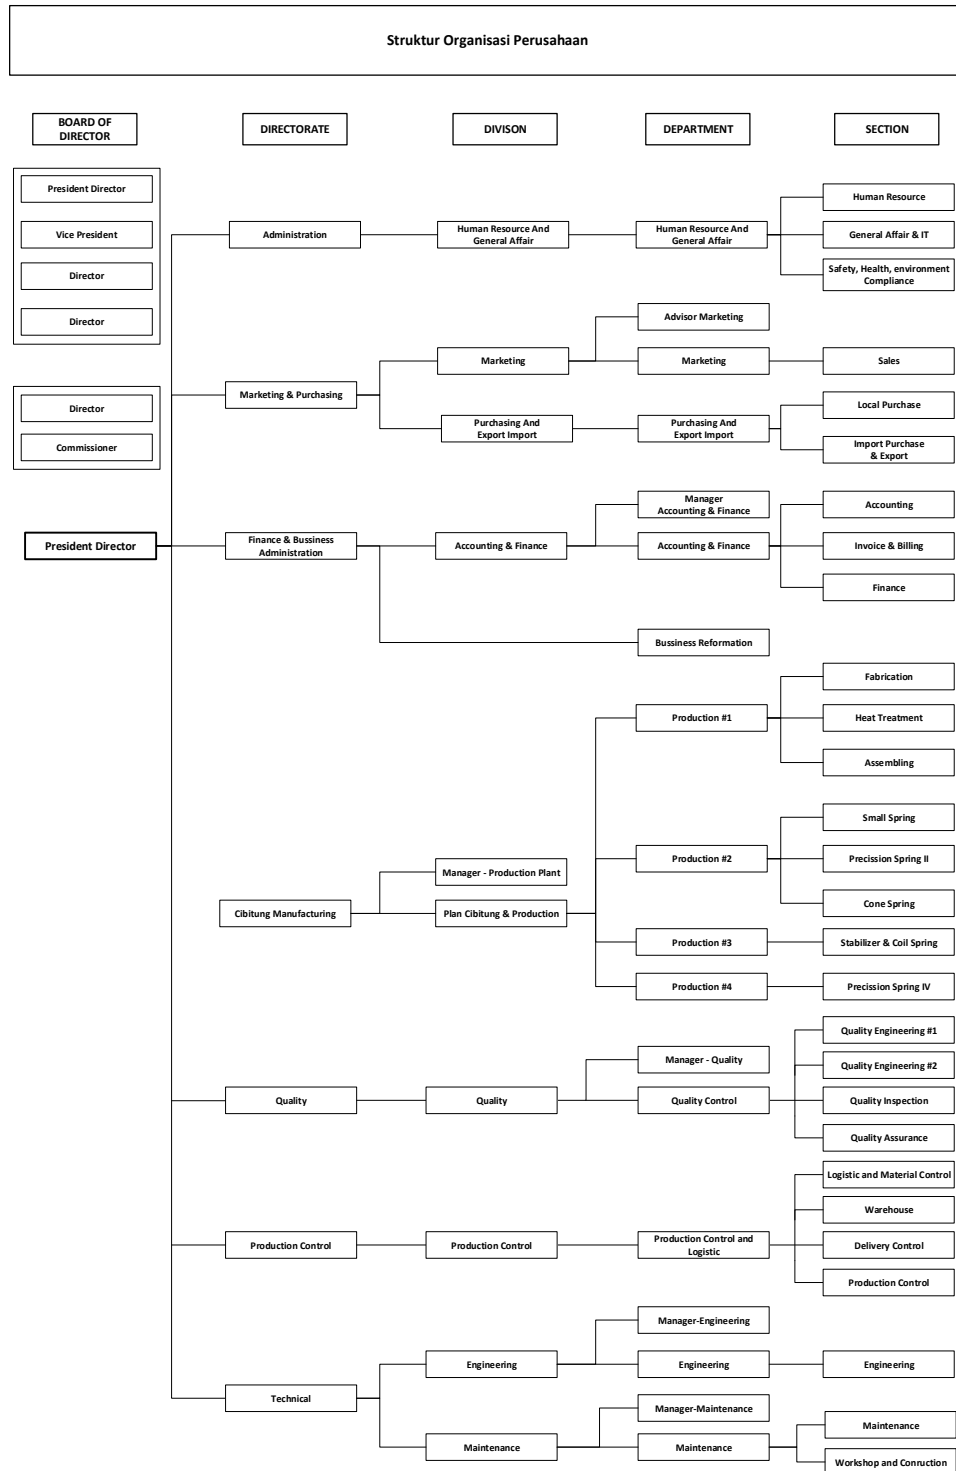 Struktur Organisasi Perusahaan
BOARD OF
DIRECTOR
DIRECTORATE
DIVISON
DEPARTMENT
SECTION
President Director
Vice President
Director
Director
Director
Commissioner
President Director
Administration
Human Resource And
General Affair
Human Resource And
General Affair
Human Resource
General Affair & IT
Safety, Health, environment
Compliance
Marketing & Purchasing
Marketing
Advisor Marketing
Marketing
Sales
Purchasing And
Export Import
Purchasing And
Export Import
Local Purchase
Import Purchase
& Export
Finance & Bussiness
Administration
Accounting & Finance
Manager
Accounting & Finance
Accounting & Finance
Accounting
Invoice & Billing
Finance
Bussiness Reformation
Cibitung Manufacturing
Manager - Production Plant
Plan Cibitung & Production
Production #1
Fabrication
Heat Treatment
Assembling
Production #2
Small Spring
Precission Spring II
Cone Spring
Production #3
Stabilizer & Coil Spring
Production #4
Precission Spring IV
Quality
Quality
Manager - Quality
Quality Control
Quality Engineering #1
Quality Engineering #2
Quality Inspection
Quality Assurance
Production Control
Production Control
Production Control and
Logistic
Logistic and Material Control
Warehouse
Delivery Control
Production Control
Technical
Engineering
Manager-Engineering
Engineering
Engineering
Maintenance
Manager-Maintenance
Maintenance
Maintenance
Workshop and Conruction